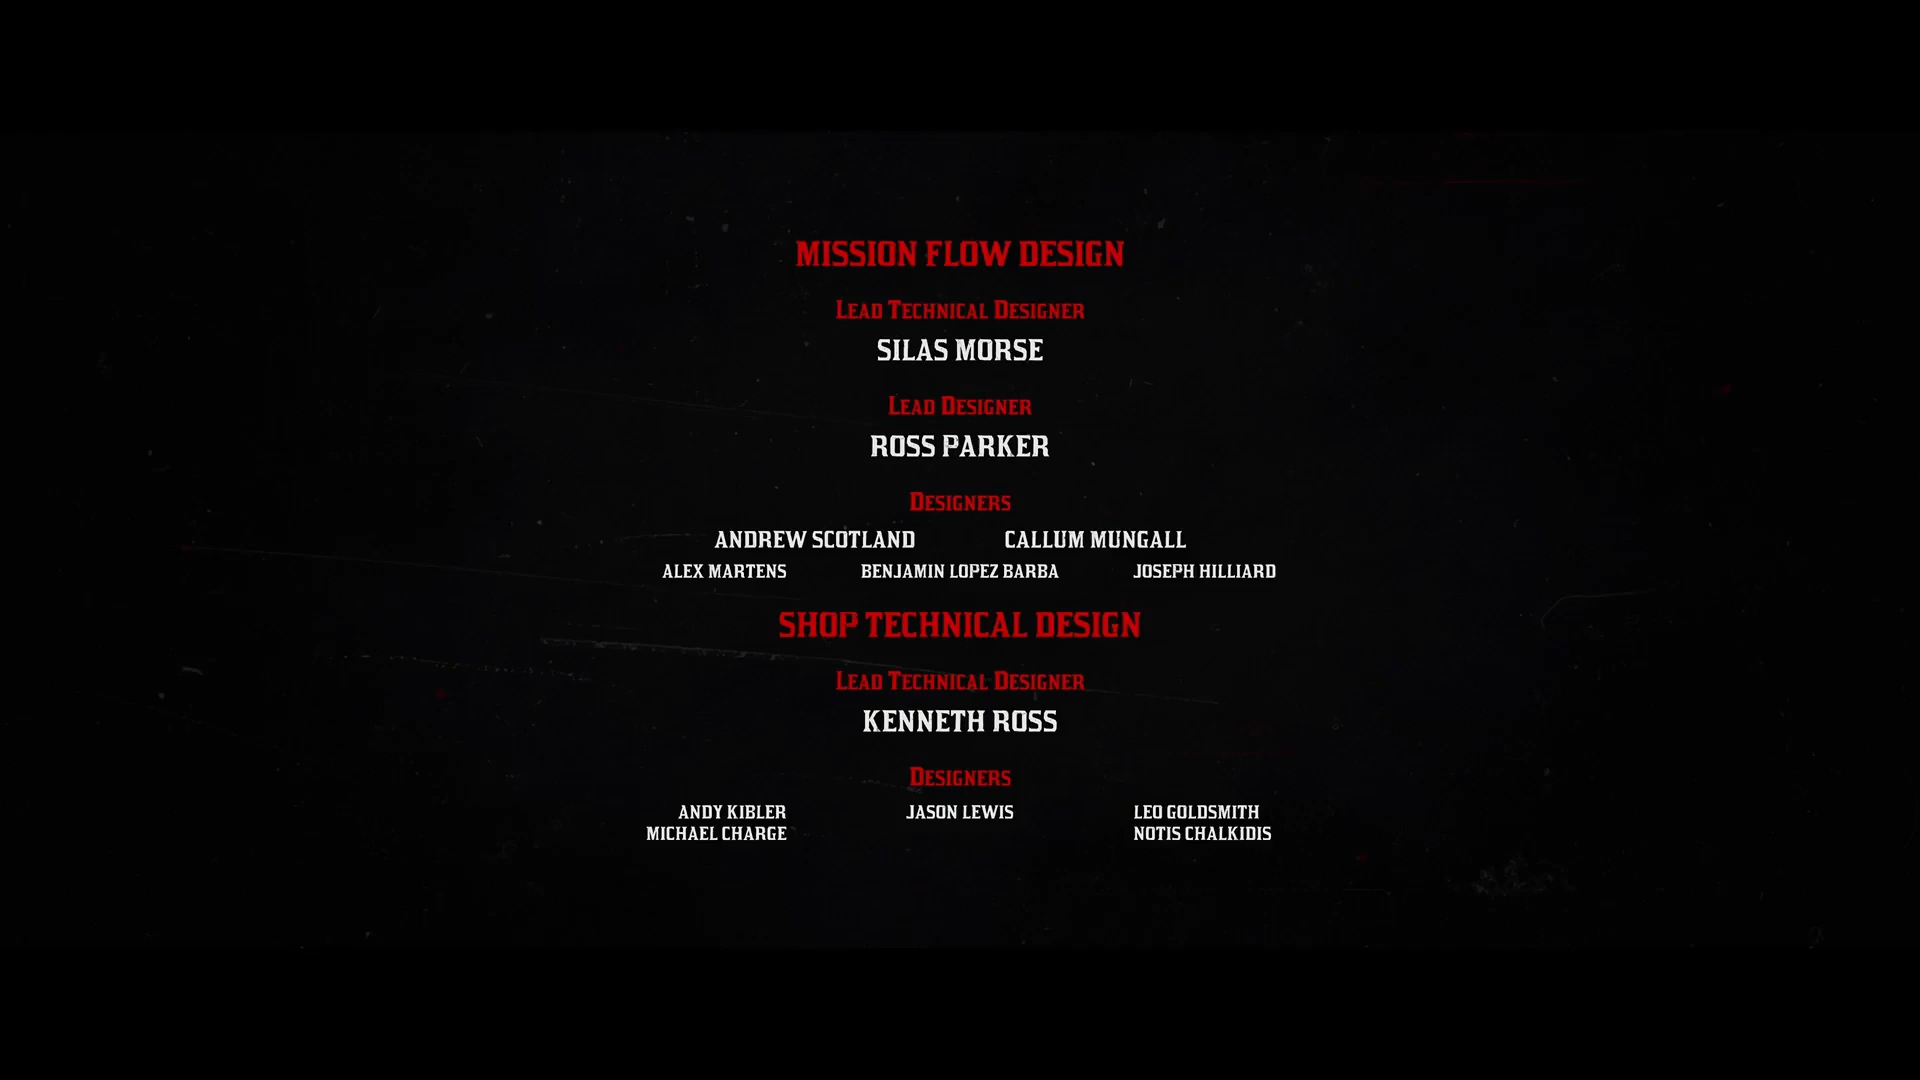 MISSION FLOW DESIGN
LEAD TECHNICAL DESIGNER
SILAS MORSE
LEAD DESIGNER
ROSS PARKER
DESIGNERS
ANDREW SCOTLAND CALLUM MUNGALL
ALEX MARTENS BENJAMIN LOPEZ BARBA JOSEPH HILLIARD
SHOP TECHNICAL DESIGN
LEAD TECHNICAL DESIGNER
KENNETH ROSS
DESIGNERS
ANDY KIBLER JASON LEWIS LEO GOLDSMITH
MICHAEL CHARGE NOTIS CHALKIDIS